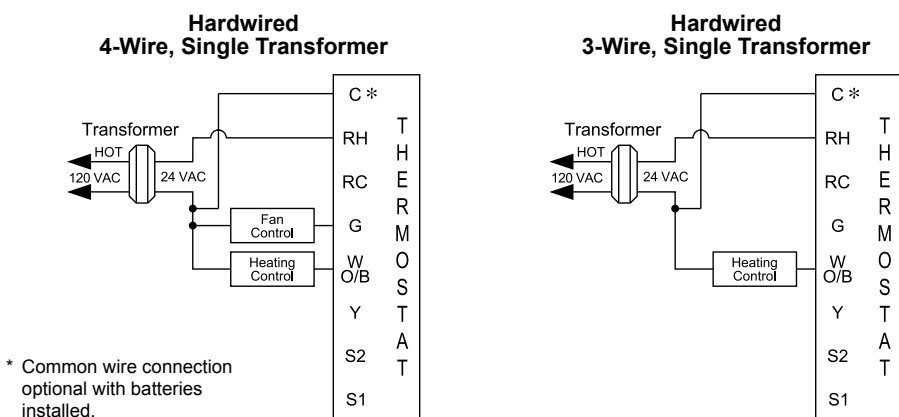 Hardwired
4-Wire, Single Transformer
C *
Transformer
HOT
120 VAC
24 VAC
RH
RC
Fan
Control
G
Heating
Control
W
O/B
Y
S2
S1
THERMOSTAT
* Common wire connection
optional with batteries
installed.
Hardwired
3-Wire, Single Transformer
C *
Transformer
HOT
120 VAC
24 VAC
RH
RC
G
Heating
Control
W
O/B
Y
S2
S1
THERMOSTAT